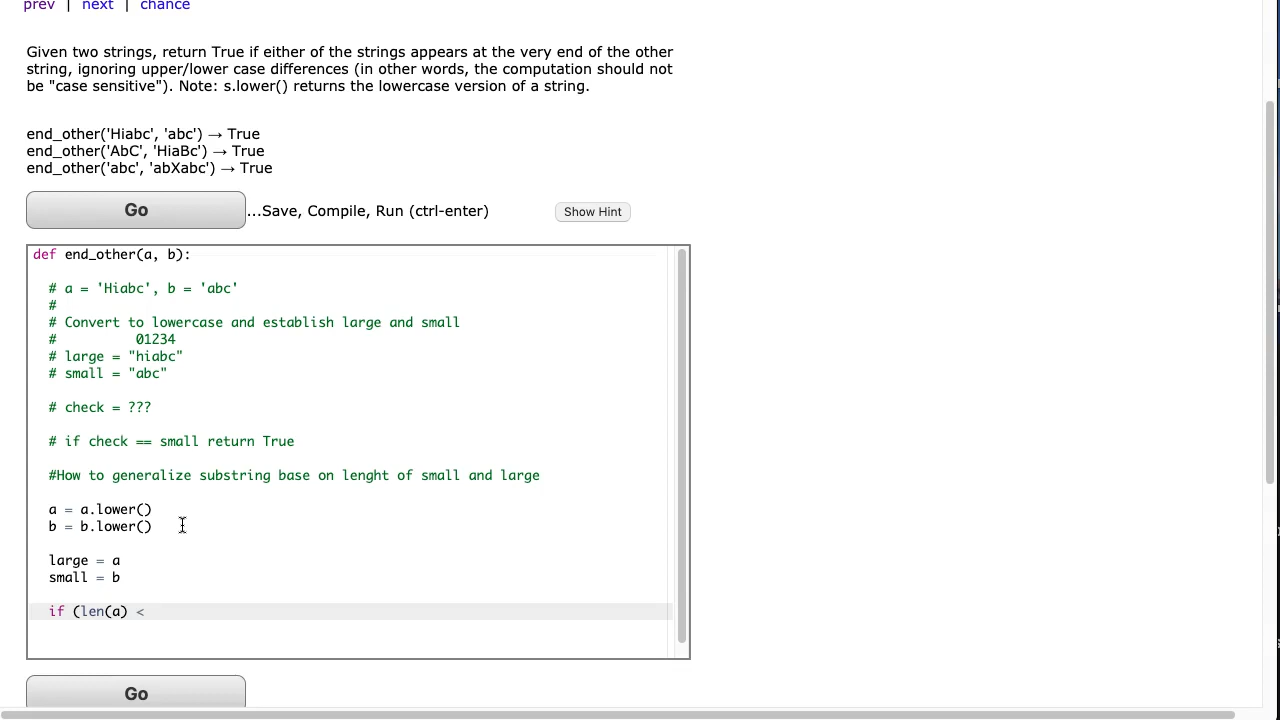 prev | next | chance
Given two strings, return True if either of the strings appears at the very end of the other
string, ignoring upper/lower case differences (in other words, the computation should not
be "case sensitive"). Note: s.lower() returns the lowercase version of a string.
end_other('Hiabc', 'abc') → True
end_other('AbC', 'HiaBc') → True
end_other('abc', 'abXabc') → True
Go ...Save, Compile, Run (ctrl-enter) Show Hint
def end_other(a, b):
# a = 'Hiabc', b = 'abc'
#
# Convert to lowercase and establish large and small
# 01234
# large = "hiabc"
# small = "abc"
# check = ???
# if check == small return True
#How to generalize substring base on lenght of small and large
a = a.lower()
b = b.lower()
large = a
small = b
if (len(a) <
Go